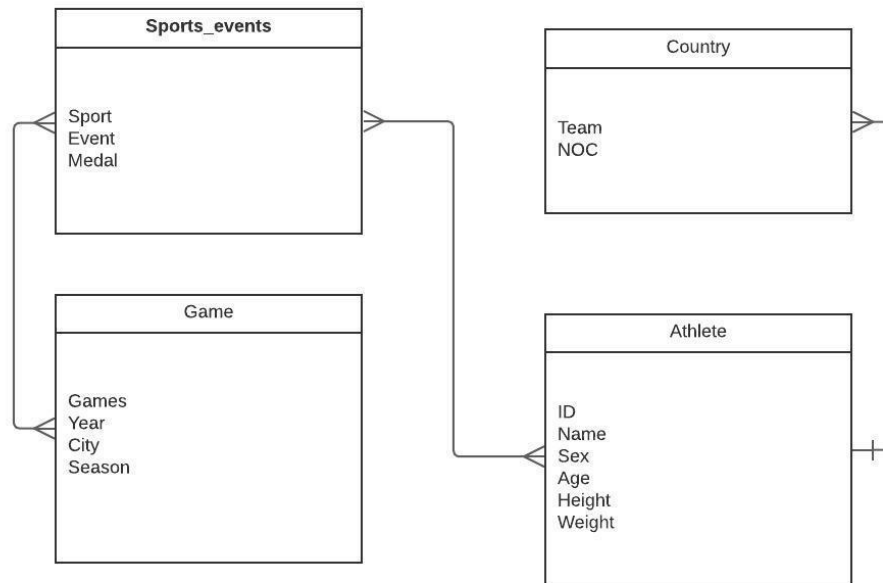 Sports_events
Sport
Event
Medal
Country
Team
NOC
Game
Games
Year
City
Season
Athlete
ID
Name
Sex
Age
Height
Weight